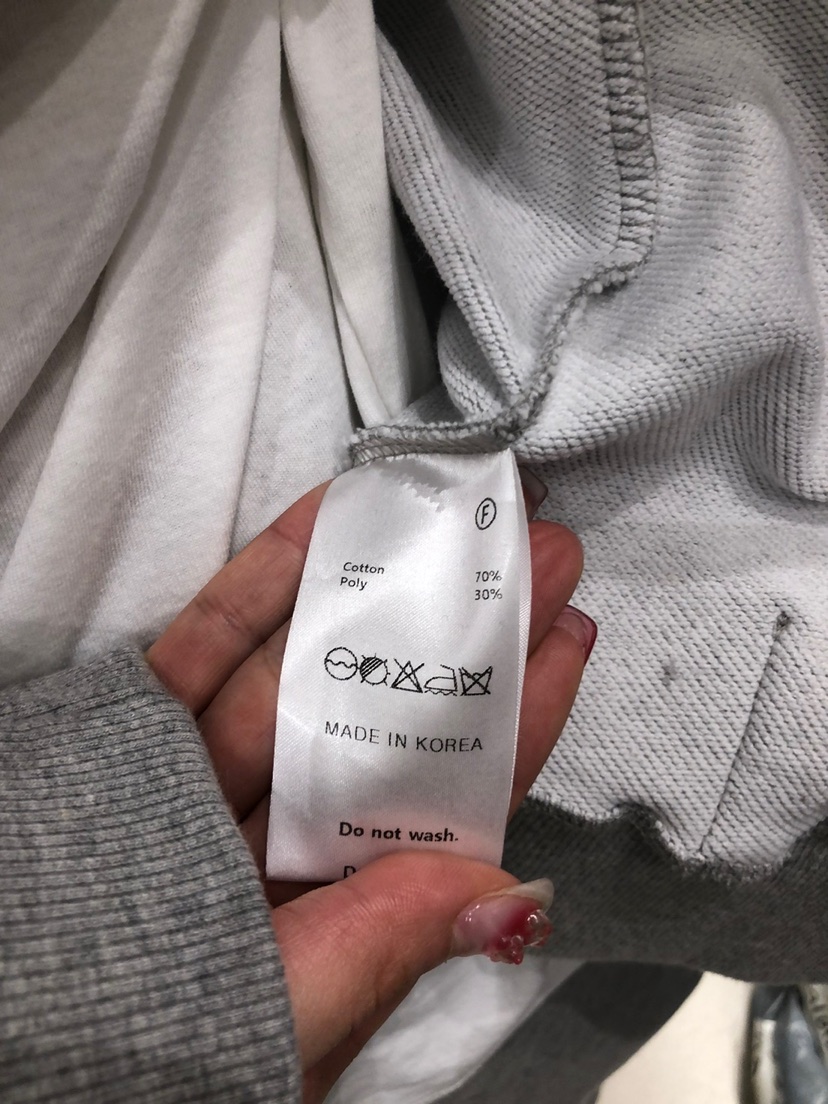 F
Cotton 70%
Poly 30%
MADE IN KOREA
Do not wash.